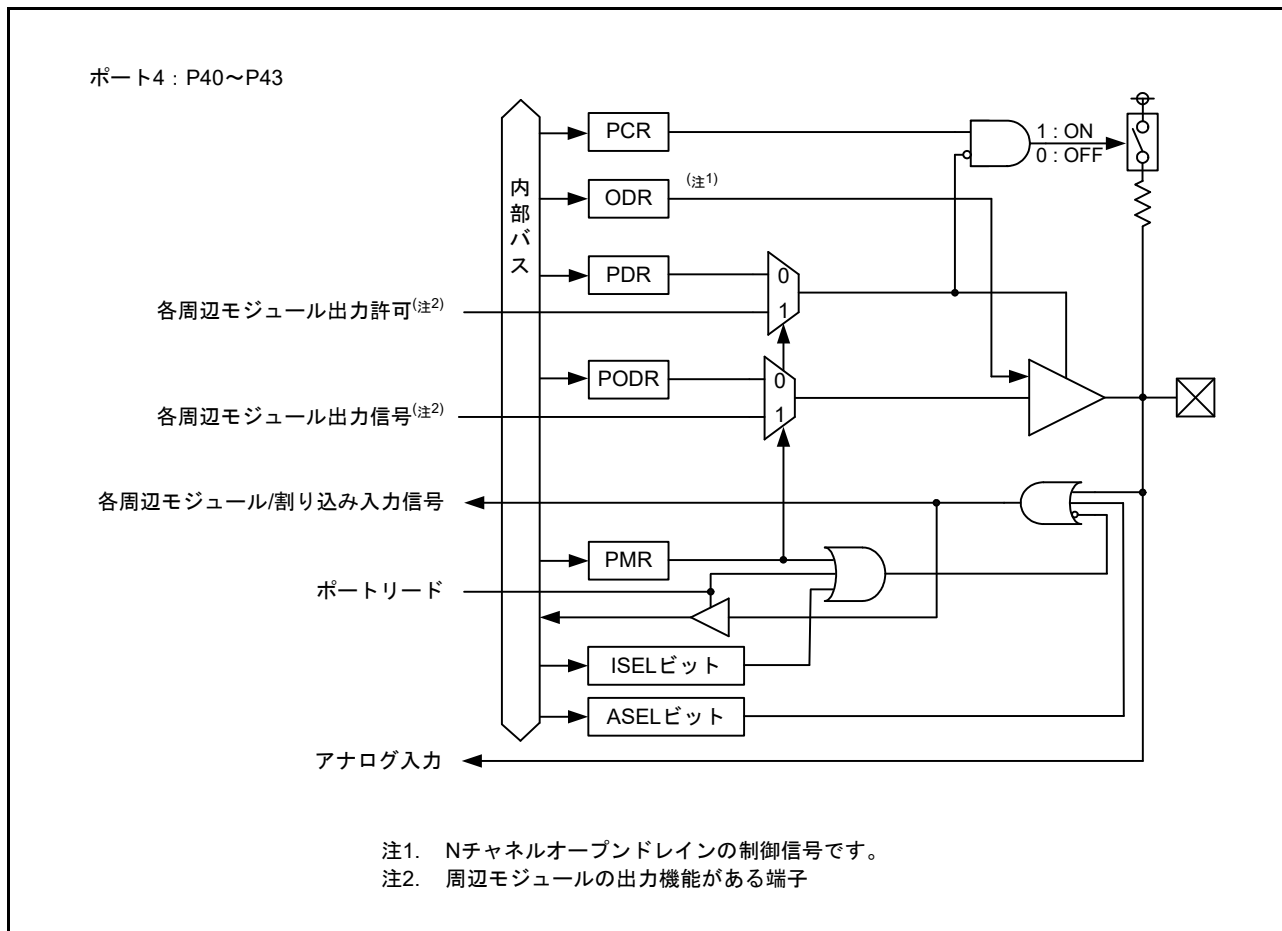 ポート4：P40～P43
PCR
1 : ON
0 : OFF
内部バス
ODR
(注1)
PDR
0
1
各周辺モジュール出力許可(注2)
PODR
0
1
各周辺モジュール出力信号(注2)
各周辺モジュール/割り込み入力信号
PMR
ポートリード
ISELビット
ASELビット
アナログ入力
注1. Nチャネルオープンドレインの制御信号です。
注2. 周辺モジュールの出力機能がある端子